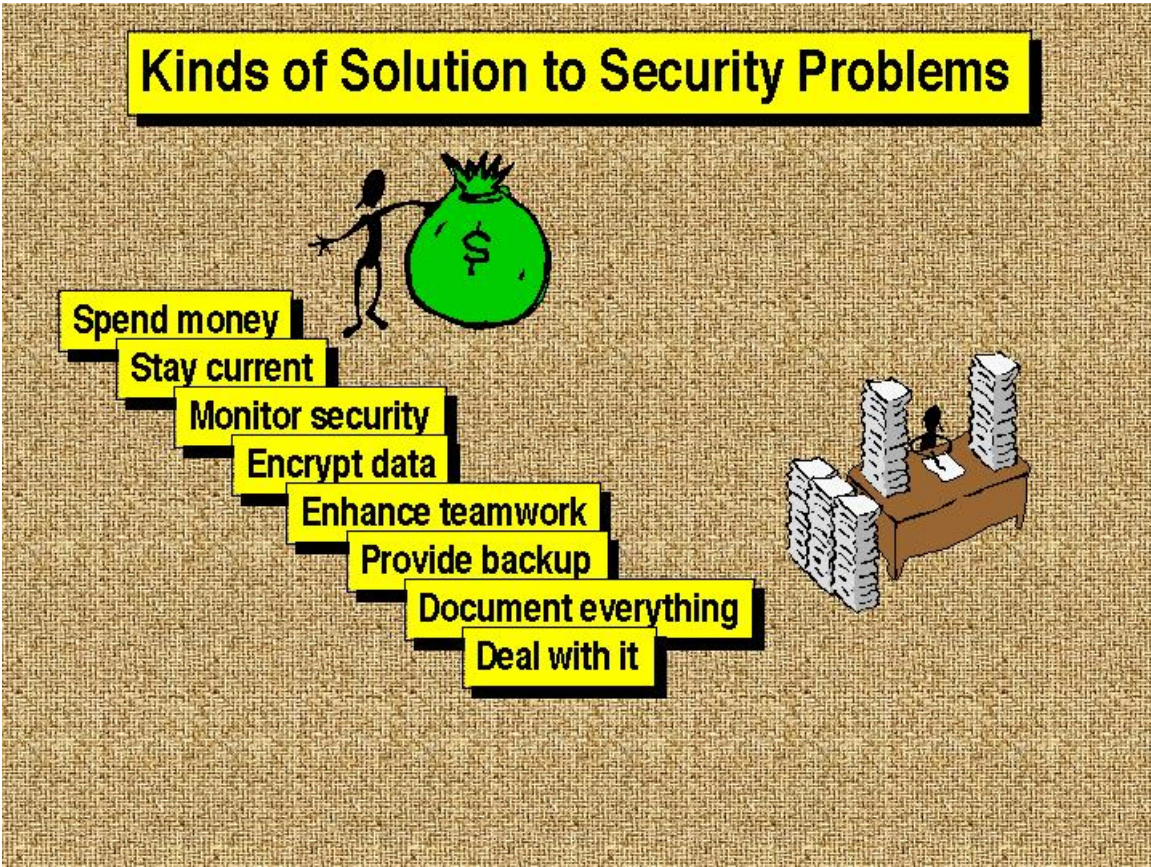 Kinds of Solution to Security Problems
$
Spend money
Stay current
Monitor security
Encrypt data
Enhance teamwork
Provide backup
Document everything
Deal with it